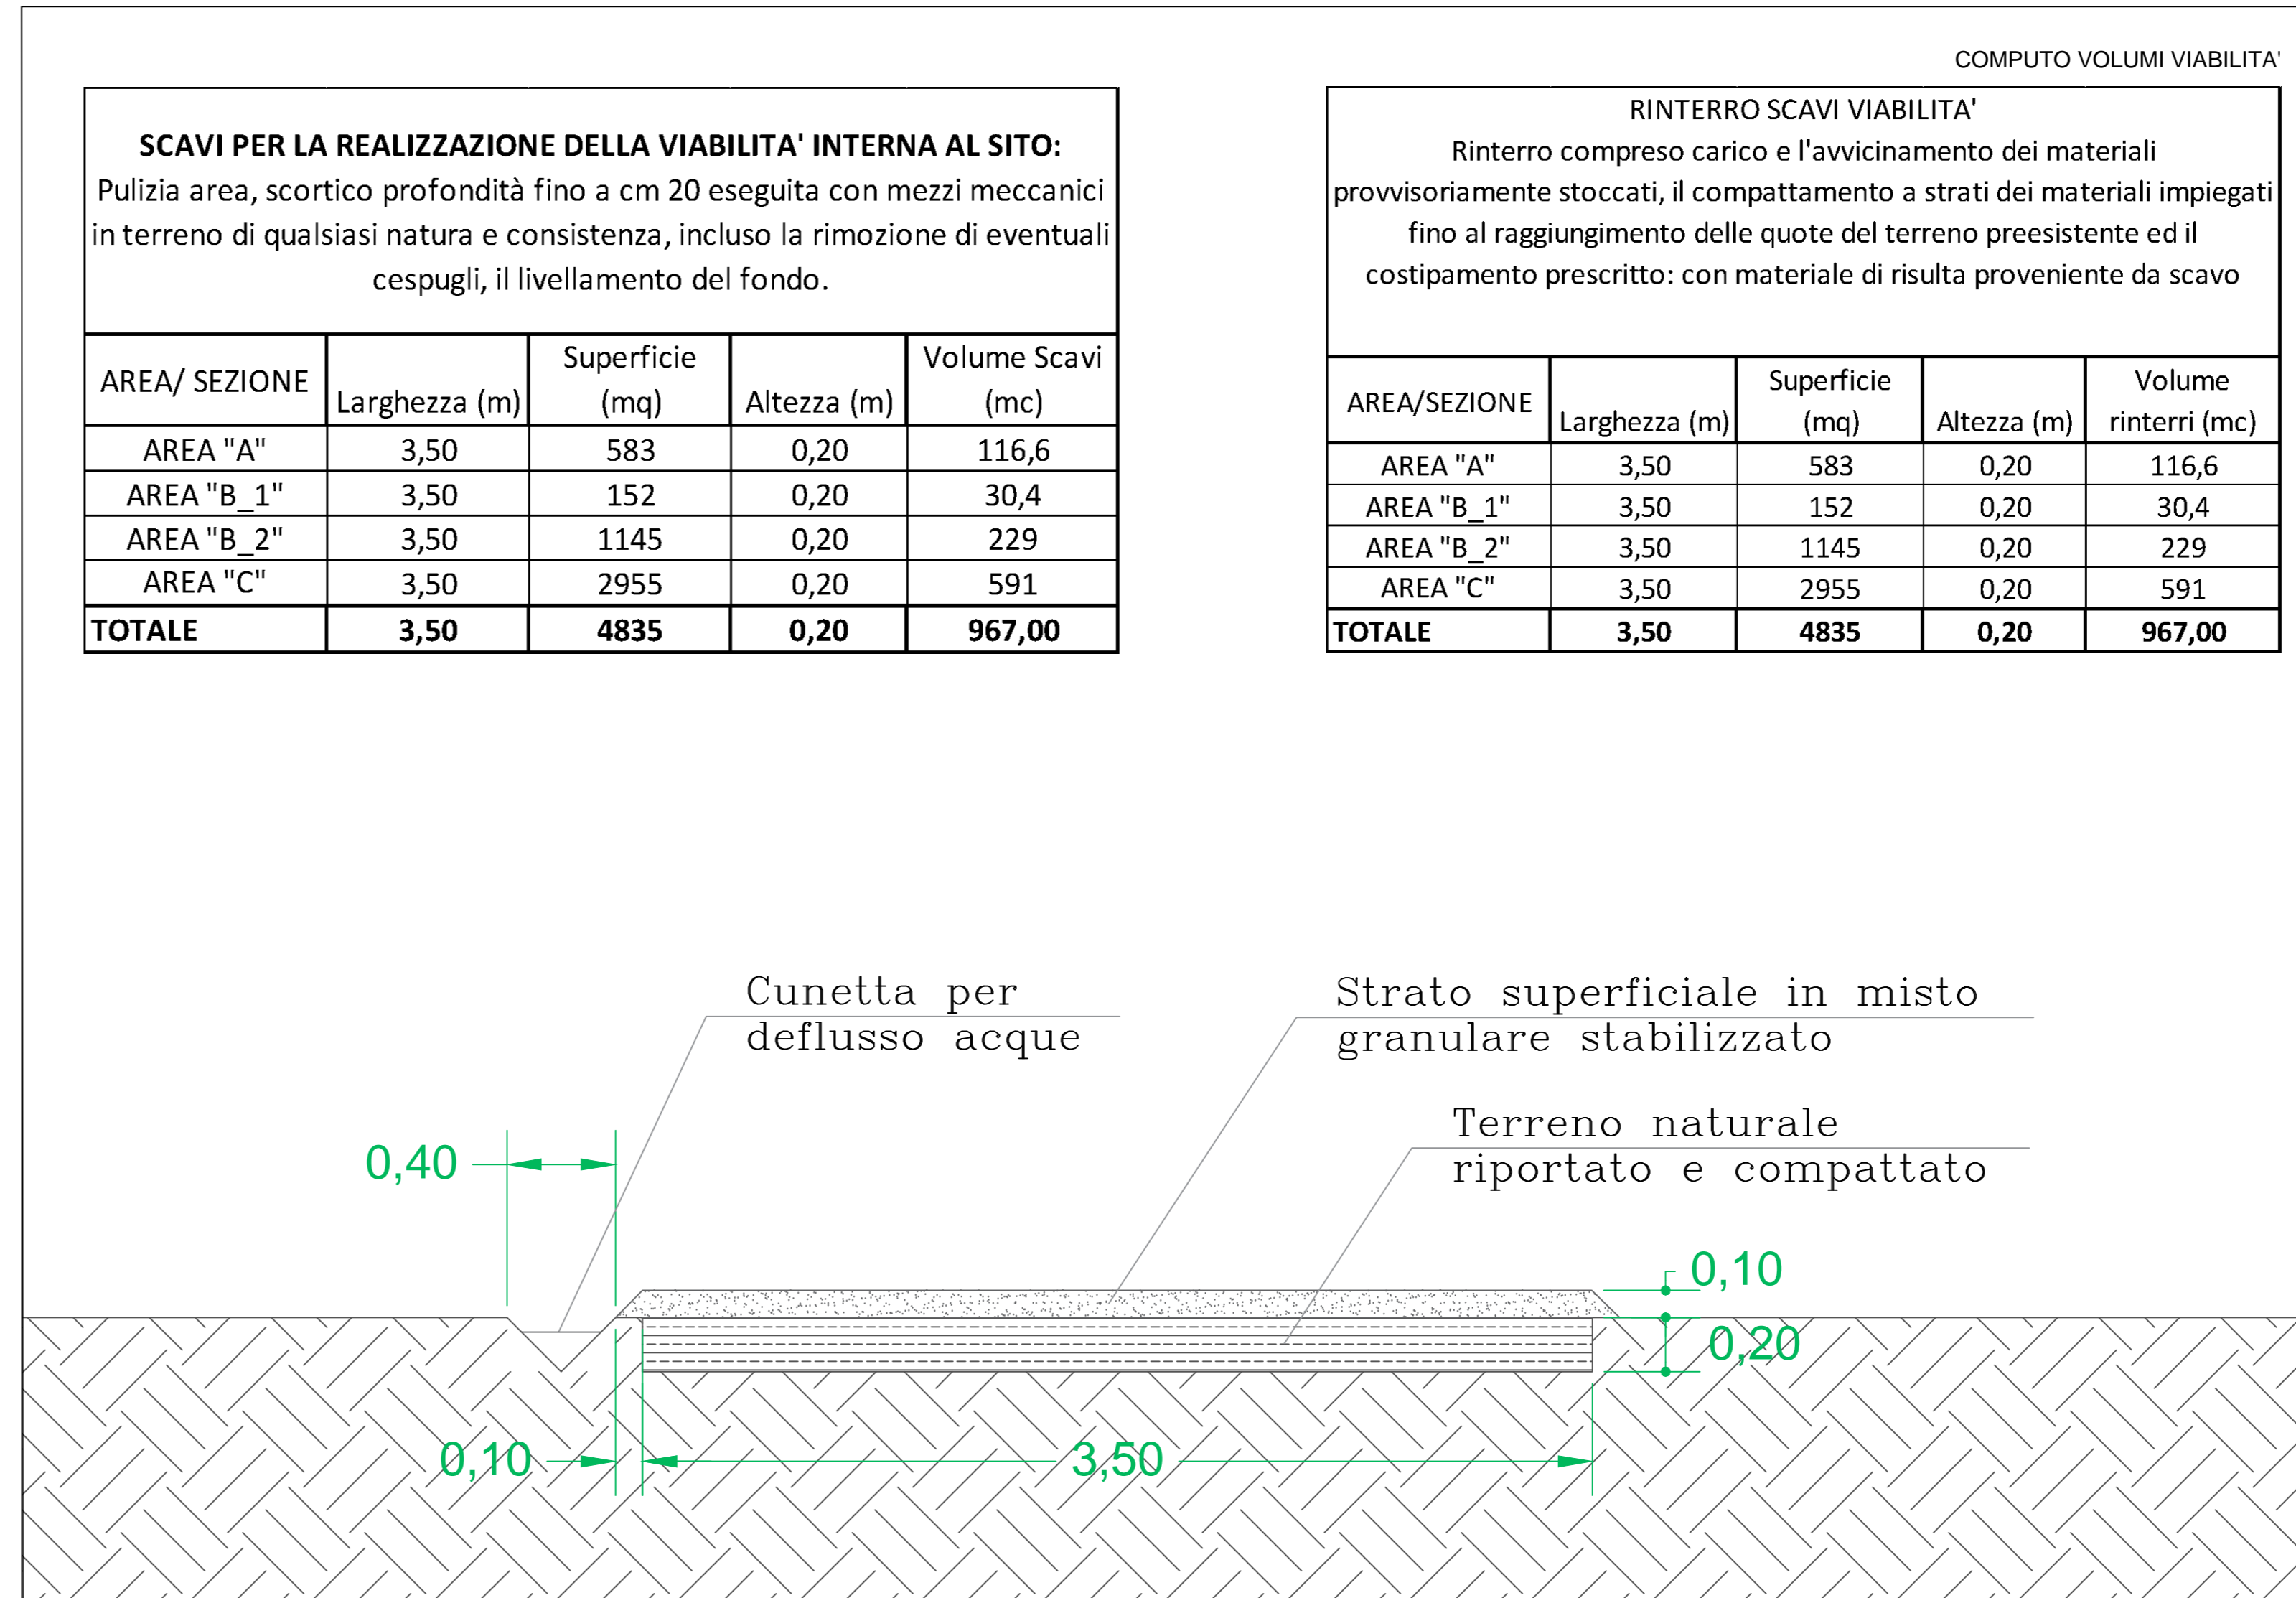 COMPUTO VOLUMI VIABILITA'
SCAVI PER LA REALIZZAZIONE DELLA VIABILITA' INTERNA AL SITO:
Pulizia area, scortico profondità fino a cm 20 eseguita con mezzi meccanici
in terreno di qualsiasi natura e consistenza, incluso la rimozione di eventuali
cespugli, il livellamento del fondo.
AREA/ SEZIONE Larghezza (m) Superficie (mq) Altezza (m) Volume Scavi (mc)
AREA "A" 3,50 583 0,20 116,6
AREA "B_1" 3,50 152 0,20 30,4
AREA "B_2" 3,50 1145 0,20 229
AREA "C" 3,50 2955 0,20 591
TOTALE 3,50 4835 0,20 967,00
RINTERRO SCAVI VIABILITA'
Rinterro compreso carico e l'avvicinamento dei materiali
provvisoriamente stoccati, il compattamento a strati dei materiali impiegati
fino al raggiungimento delle quote del terreno preesistente ed il
costipamento prescritto: con materiale di risulta proveniente da scavo
AREA/SEZIONE Larghezza (m) Superficie (mq) Altezza (m) Volume rinterri (mc)
AREA "A" 3,50 583 0,20 116,6
AREA "B_1" 3,50 152 0,20 30,4
AREA "B_2" 3,50 1145 0,20 229
AREA "C" 3,50 2955 0,20 591
TOTALE 3,50 4835 0,20 967,00
Cunetta per
deflusso acque
Strato superficiale in misto
granulare stabilizzato
Terreno naturale
riportato e compattato
0,40
0,10
0,20
0,10
3,50